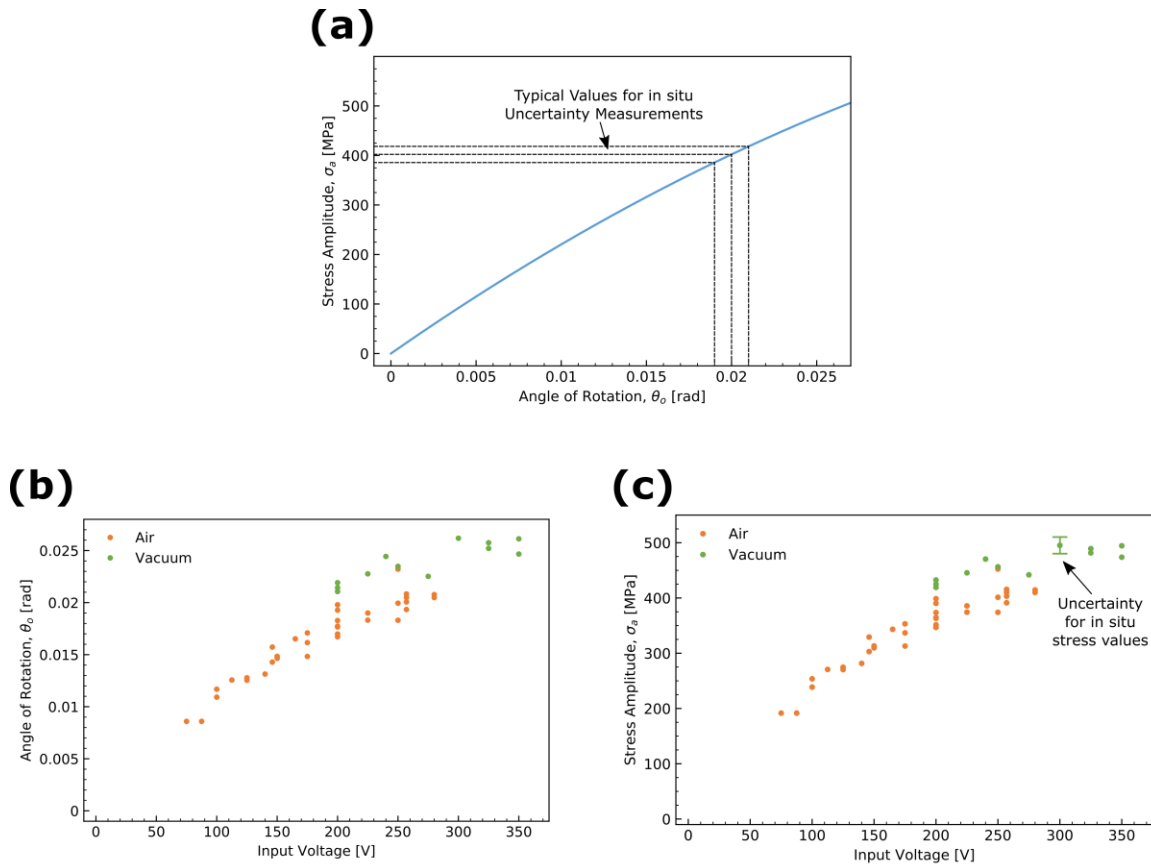 (a)
Typical Values for in situ
Uncertainty Measurements
Stress Amplitude, σₐ [MPa]
500
400
300
200
100
0
0 0.005 0.01 0.015 0.02 0.025
Angle of Rotation, θₒ [rad]
(b)
Air
Vacuum
Angle of Rotation, θₒ [rad]
0.025
0.02
0.015
0.01
0.005
0
0 50 100 150 200 250 300 350
Input Voltage [V]
(c)
Air
Vacuum
Uncertainty
for in situ
stress values
Stress Amplitude, σₐ [MPa]
500
400
300
200
100
0
0 50 100 150 200 250 300 350
Input Voltage [V]